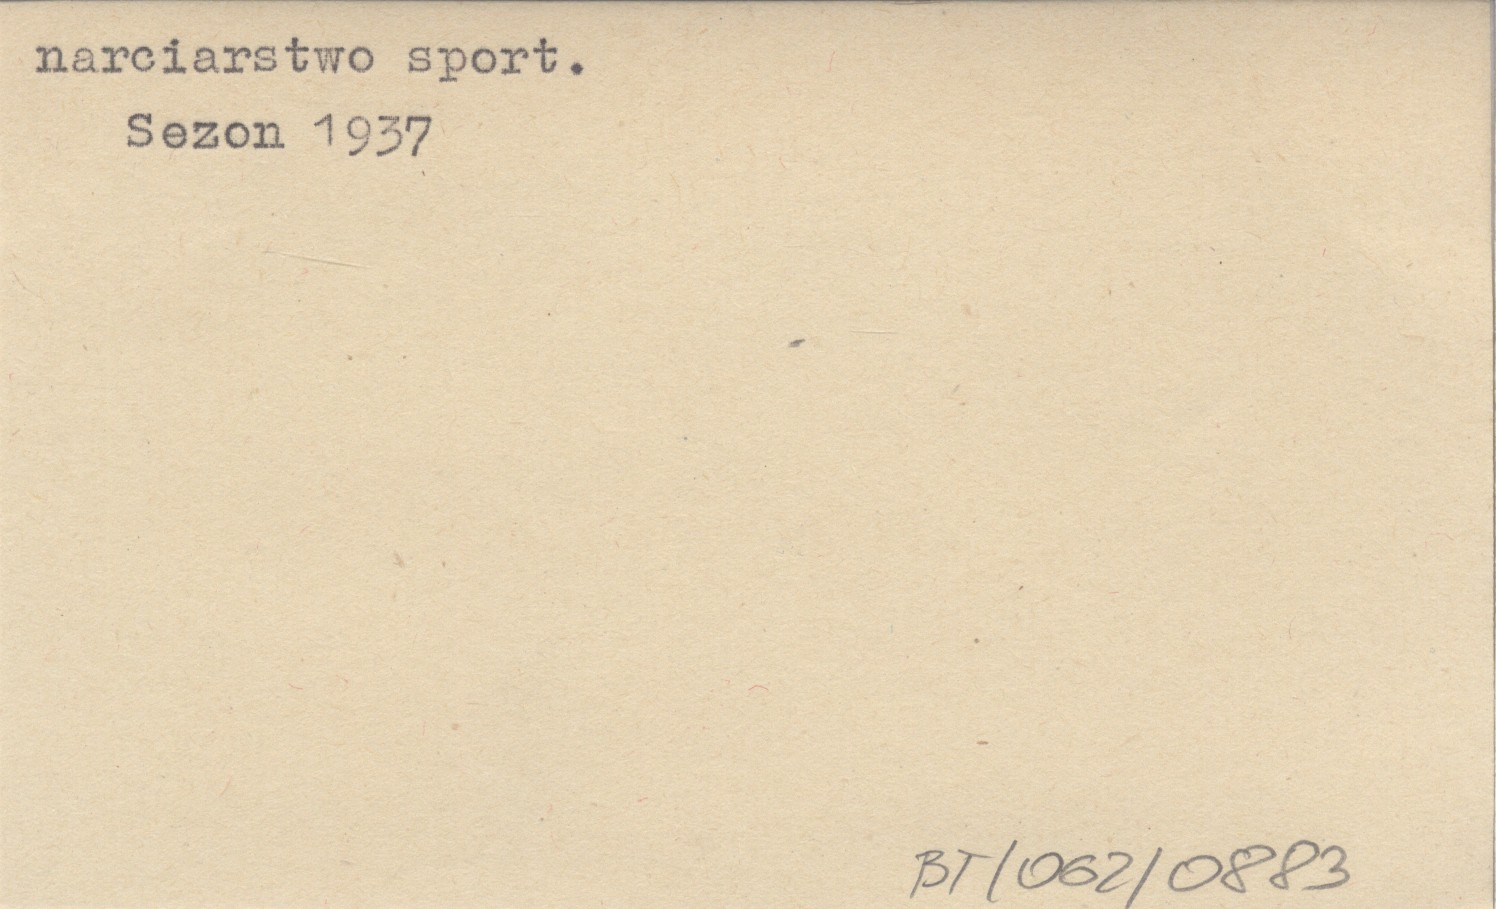 narciarstwo sport.
Sezon 1937
BT/062/0883